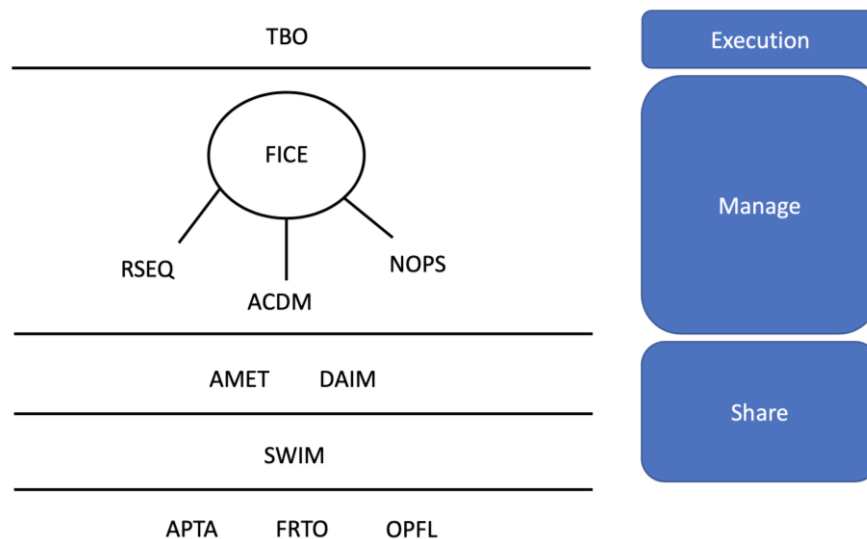 TBO
Execution
FICE
Manage
RSEQ
NOPS
ACDM
AMET DAIM
Share
SWIM
APTA FRTO OPFL